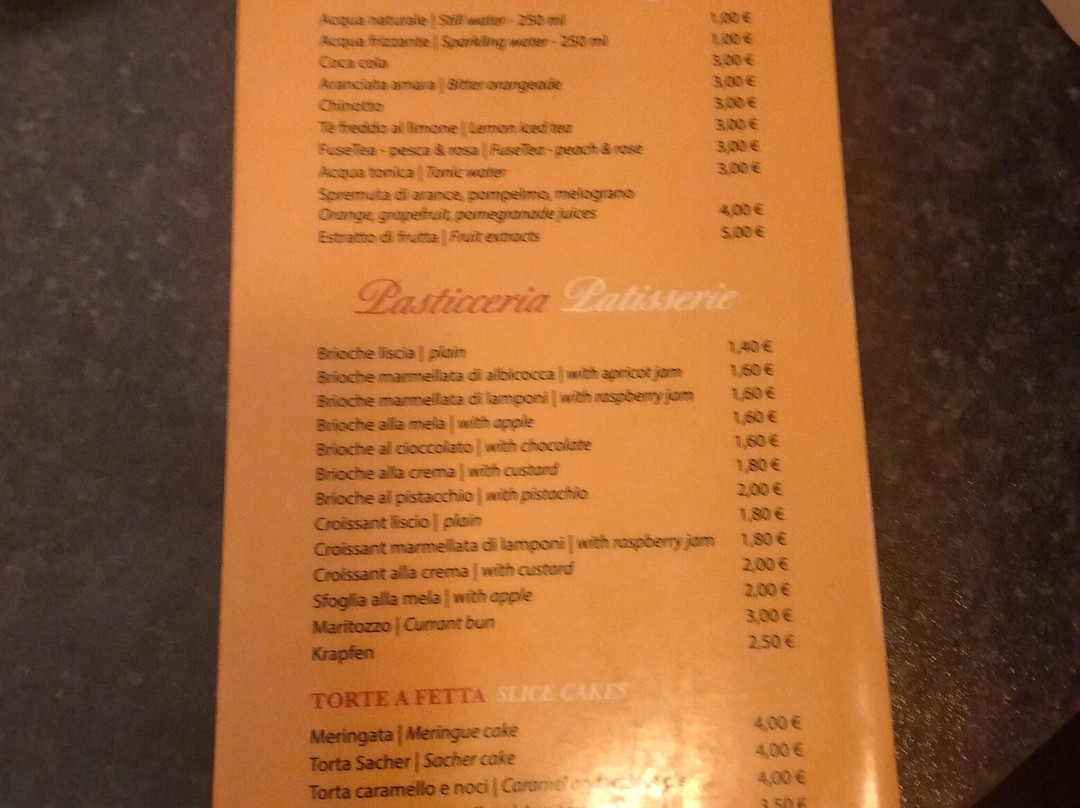 Acqua naturale | Still water - 250 ml 1,00 €
Acqua frizzante | Sparkling water - 250 ml 1,00 €
Coca cola 3,00 €
Aranciata amara | Bitter orangeade 3,00 €
Chinotto 3,00 €
Tè freddo al limone | Lemon iced tea 3,00 €
FuseTea - pesca & rosa | FuseTea - peach & rose 3,00 €
Acqua tonica | Tonic water 3,00 €
Spremuta di arance, pompelmo, melograno
Orange, grapefruit, pomegranade juices 4,00 €
Estratto di frutta | Fruit extracts 5,00 €
Pasticceria Patisserie
Brioche liscia | plain 1,40 €
Brioche marmellata di albicocca | with apricot jam 1,60 €
Brioche marmellata di lamponi | with raspberry jam 1,60 €
Brioche alla mela | with apple 1,60 €
Brioche al cioccolato | with chocolate 1,60 €
Brioche alla crema | with custard 1,80 €
Brioche al pistacchio | with pistachio 2,00 €
Croissant liscio | plain 1,80 €
Croissant marmellata di lamponi | with raspberry jam 1,80 €
Croissant alla crema | with custard 2,00 €
Sfoglia alla mela | with apple 2,00 €
Maritozzo | Currant bun 3,00 €
Krapfen 2,50 €
TORTE A FETTA SLICE CAKES
Meringata | Meringue cake 4,00 €
Torta Sacher | Sacher cake 4,00 €
Torta caramello e noci | Caramel 4,00 €
3,50 €